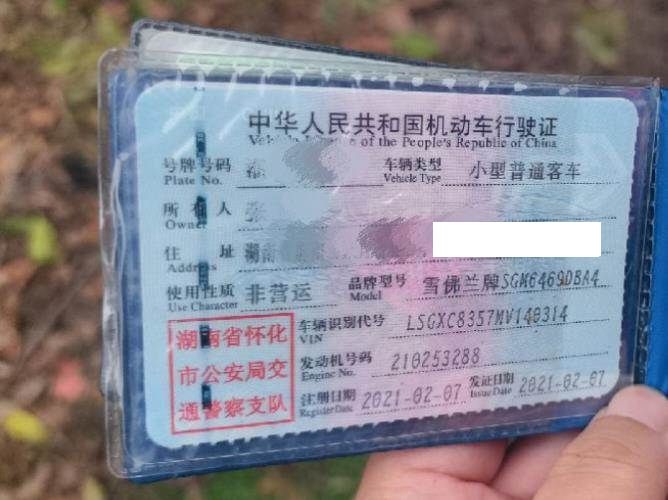 中华人民共和国机动车行驶证
Vehicle License of the People's Republic of China
号牌号码 车辆类型 小型普通客车
Plate No. Vehicle Type
所有人 张
Owner
住址 湖南
Address
使用性质 非营运 品牌型号 雪佛兰牌SGM6469DBA4
Use Character Model
湖南省怀化 车辆识别代号 LSGXC8357MV140314
VIN
市公安局交 发动机号码 210253288
Engine No.
通警察支队 注册日期 2021-02-07 发证日期 2021-02-07
Register Date Issue Date